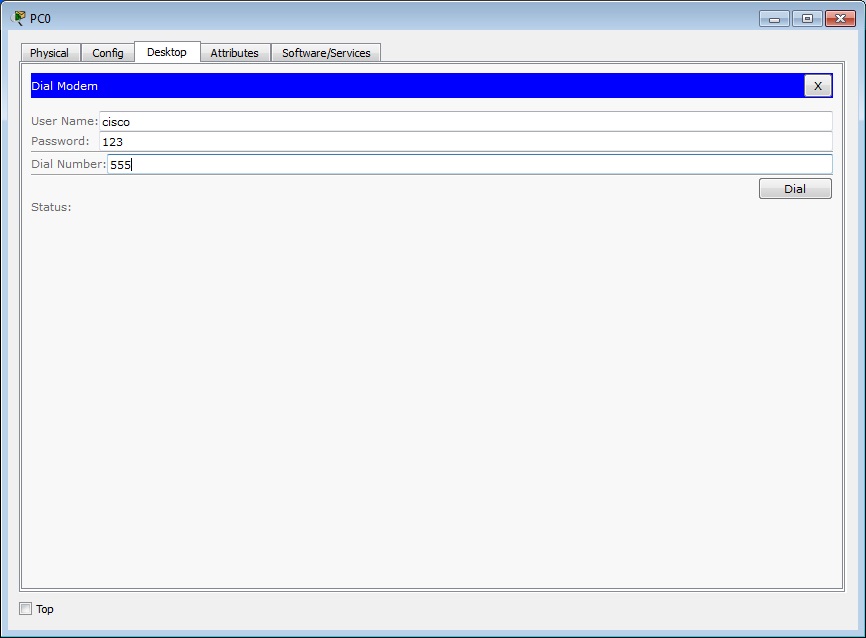 PC0
Physical Config Desktop Attributes Software/Services
Dial Modem X
User Name: cisco
Password: 123
Dial Number: 555
Dial
Status:
Top